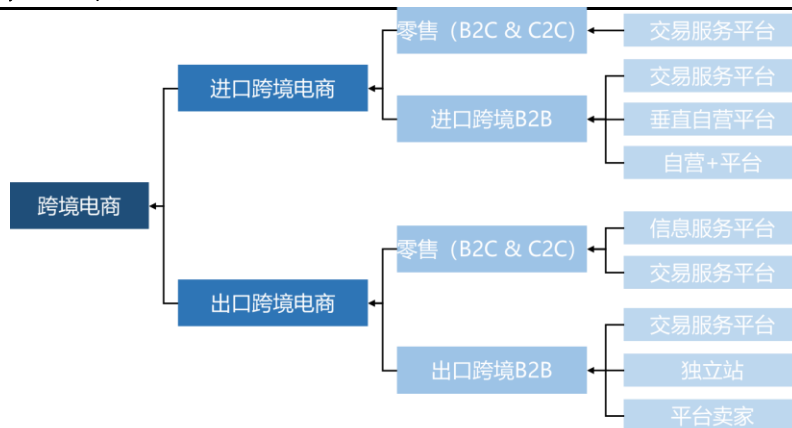 零售（B2C & C2C）
交易服务平台
进口跨境电商
交易服务平台
进口跨境B2B
垂直自营平台
自营+平台
跨境电商
信息服务平台
零售（B2C & C2C）
交易服务平台
出口跨境电商
交易服务平台
出口跨境B2B
独立站
平台卖家